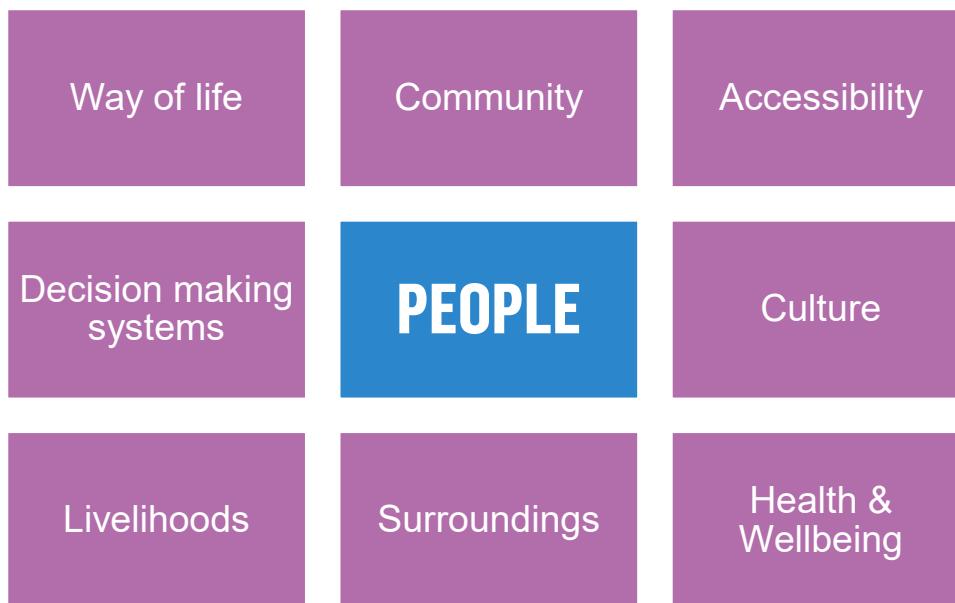 Way of life
Community
Accessibility
Decision making
systems
PEOPLE
Culture
Livelihoods
Surroundings
Health &
Wellbeing